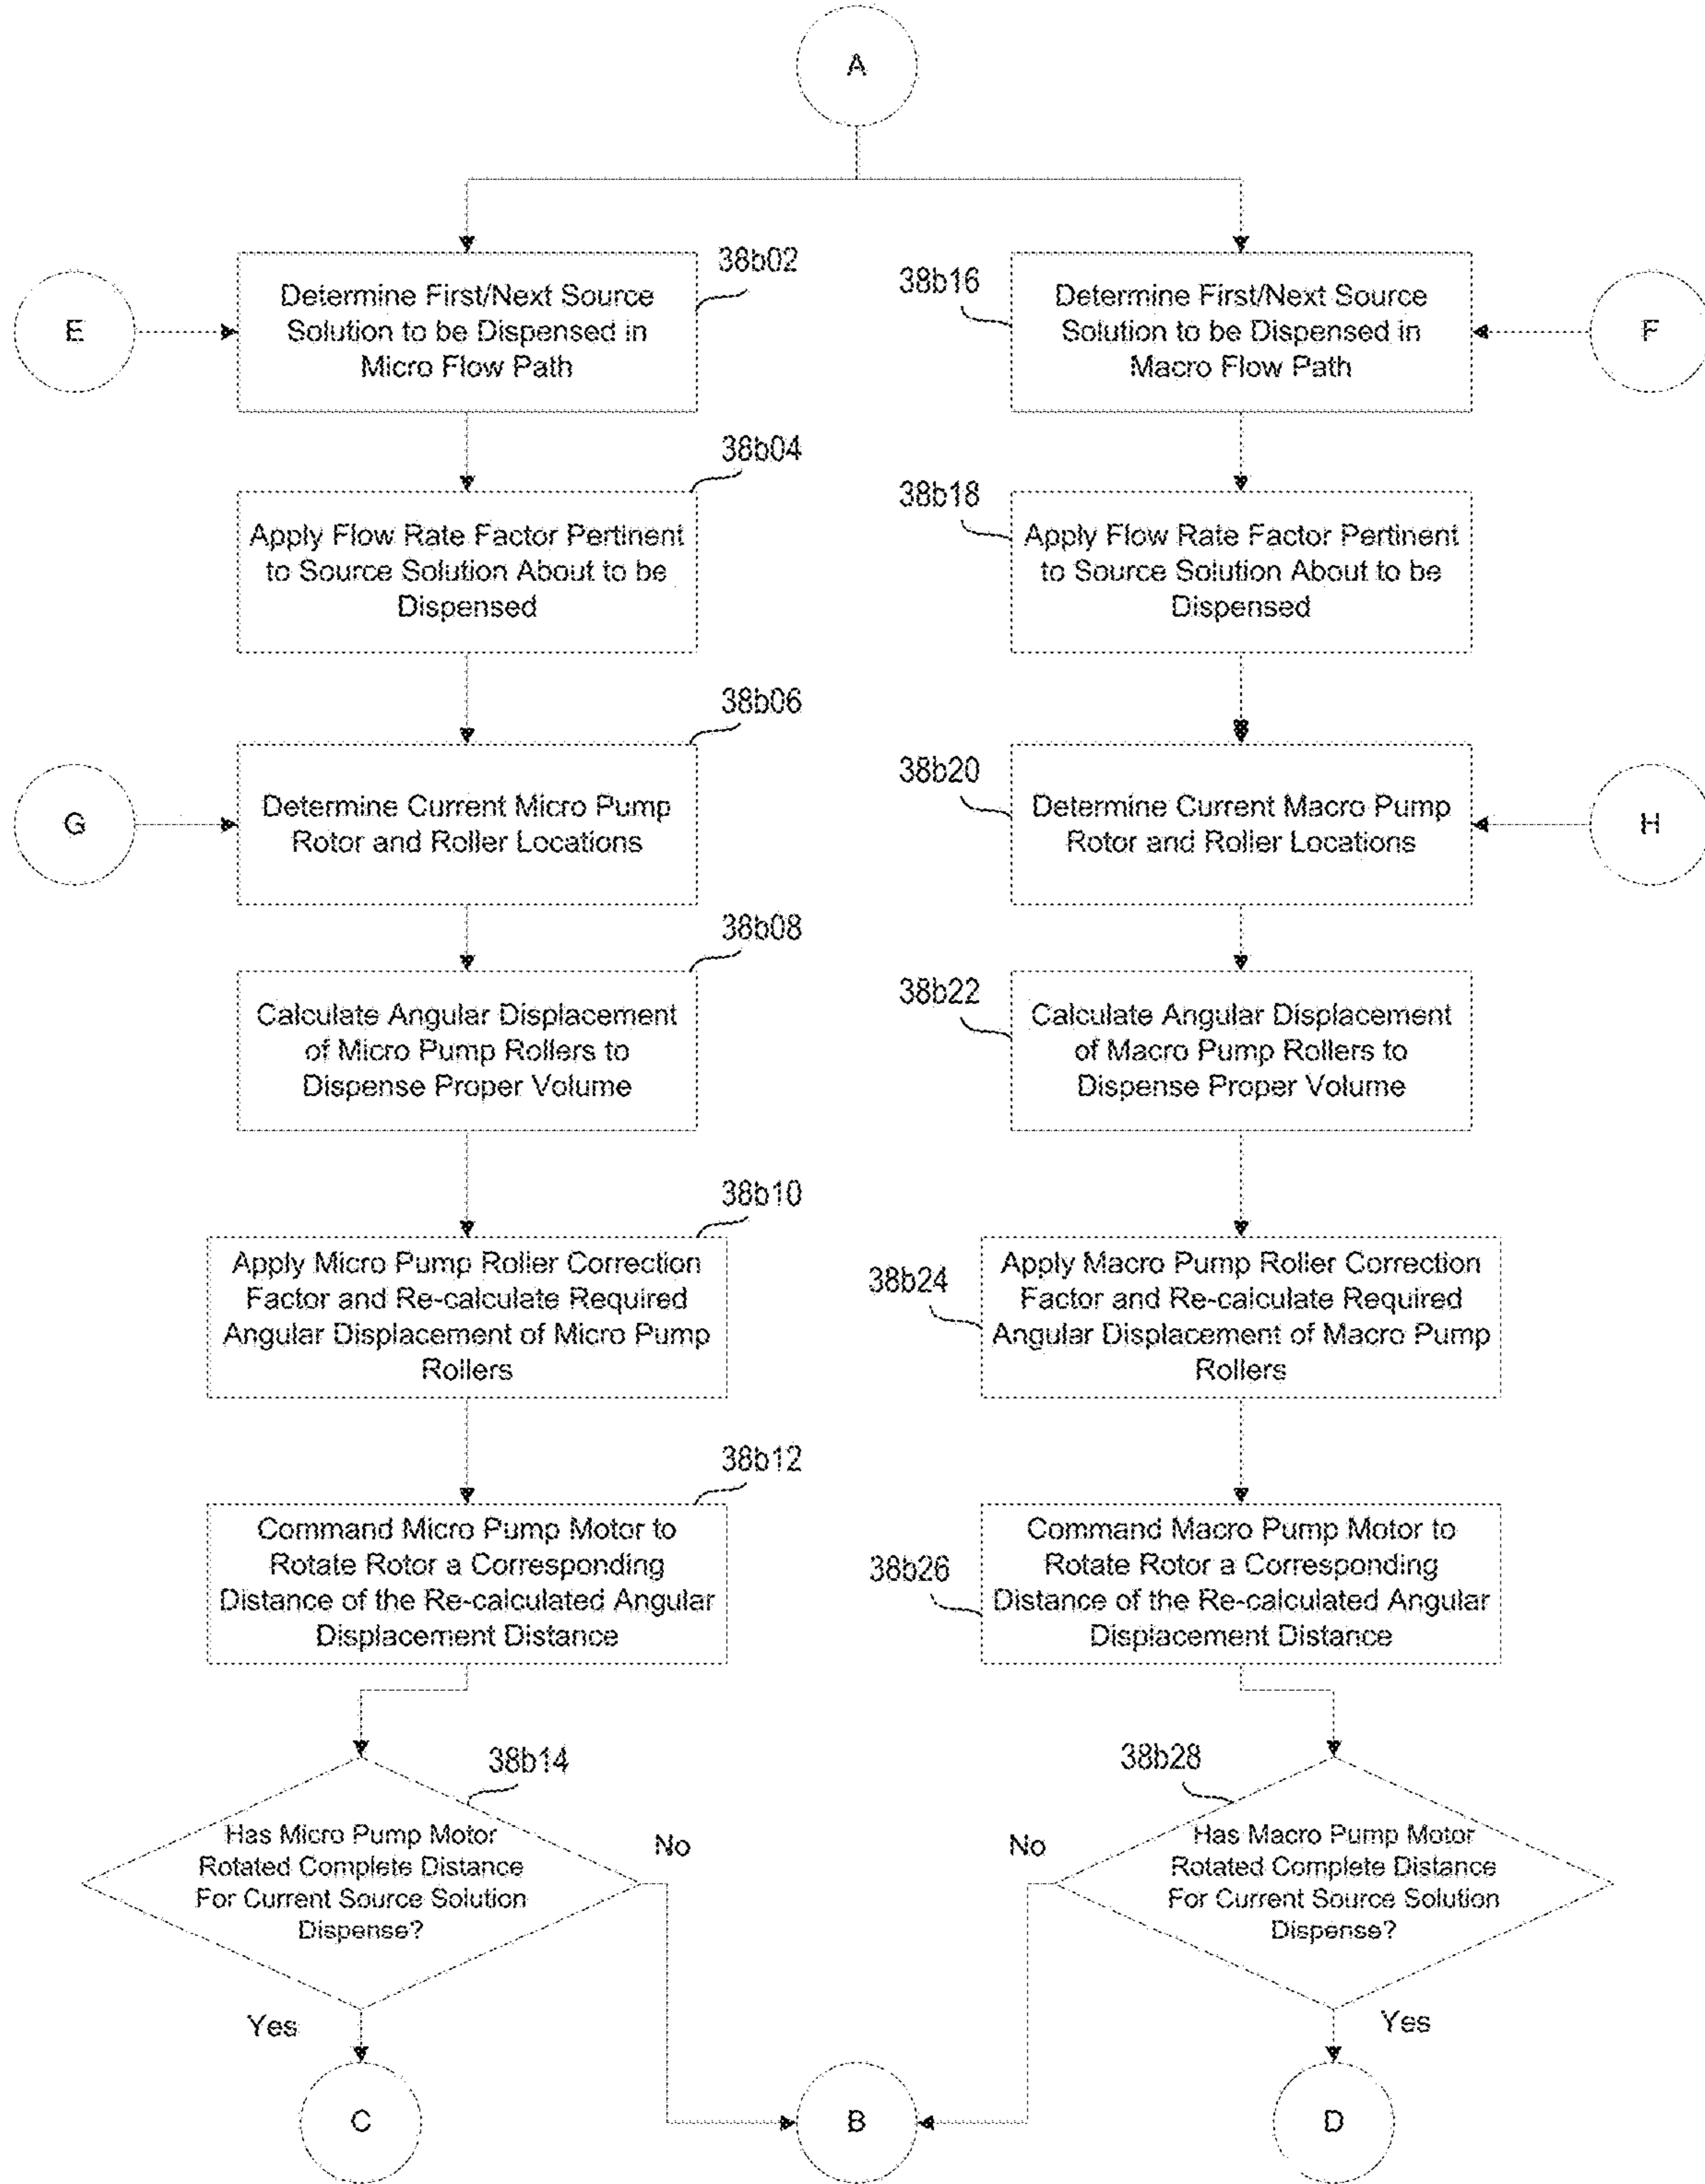 A
38b02
Determine First/Next Source
Solution to be Dispensed in
Micro Flow Path
E
38b16
Determine First/Next Source
Solution to be Dispensed in
Macro Flow Path
F
38b04
Apply Flow Rate Factor Pertinent
to Source Solution About to be
Dispensed
38b18
Apply Flow Rate Factor Pertinent
to Source Solution About to be
Dispensed
38b06
G
Determine Current Micro Pump
Rotor and Roller Locations
38b20
Determine Current Macro Pump
Rotor and Roller Locations
H
38b08
Calculate Angular Displacement
of Micro Pump Rollers to
Dispense Proper Volume
38b22
Calculate Angular Displacement
of Macro Pump Rollers to
Dispense Proper Volume
38b10
Apply Micro Pump Roller Correction
Factor and Re-calculate Required
Angular Displacement of Micro Pump
Rollers
38b24
Apply Macro Pump Roller Correction
Factor and Re-calculate Required
Angular Displacement of Macro Pump
Rollers
38b12
Command Micro Pump Motor to
Rotate Rotor a Corresponding
Distance of the Re-calculated Angular
Displacement Distance
38b26
Command Macro Pump Motor to
Rotate Rotor a Corresponding
Distance of the Re-calculated Angular
Displacement Distance
38b14
Has Micro Pump Motor
Rotated Complete Distance
For Current Source Solution
Dispense?
No
Yes
38b28
Has Macro Pump Motor
Rotated Complete Distance
For Current Source Solution
Dispense?
No
Yes
C
B
D